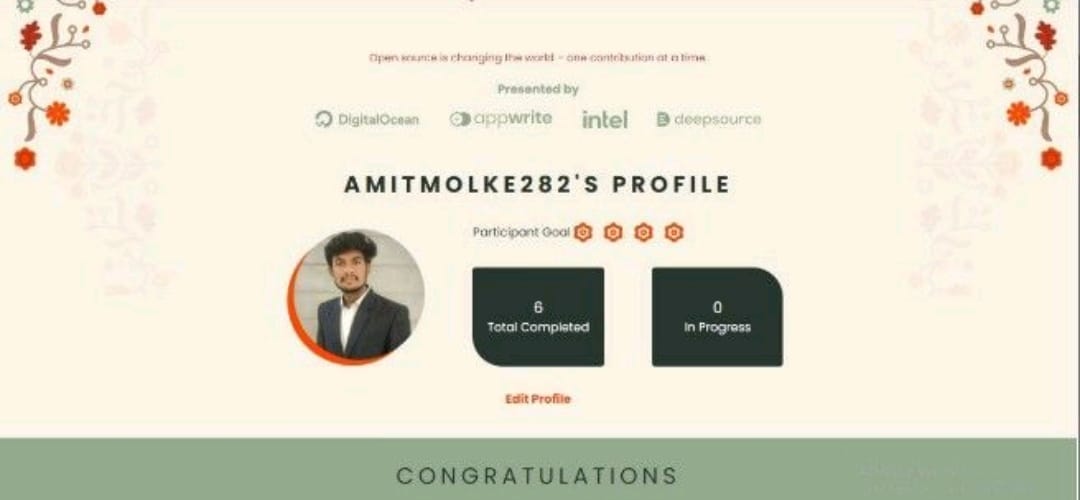 Open source is changing the world - one contribution at a time.
Presented by
DigitalOcean appwrite intel deepsource
AMITMOLKE282'S PROFILE
Participant Goal
6
Total Completed
0
In Progress
Edit Profile
CONGRATULATIONS